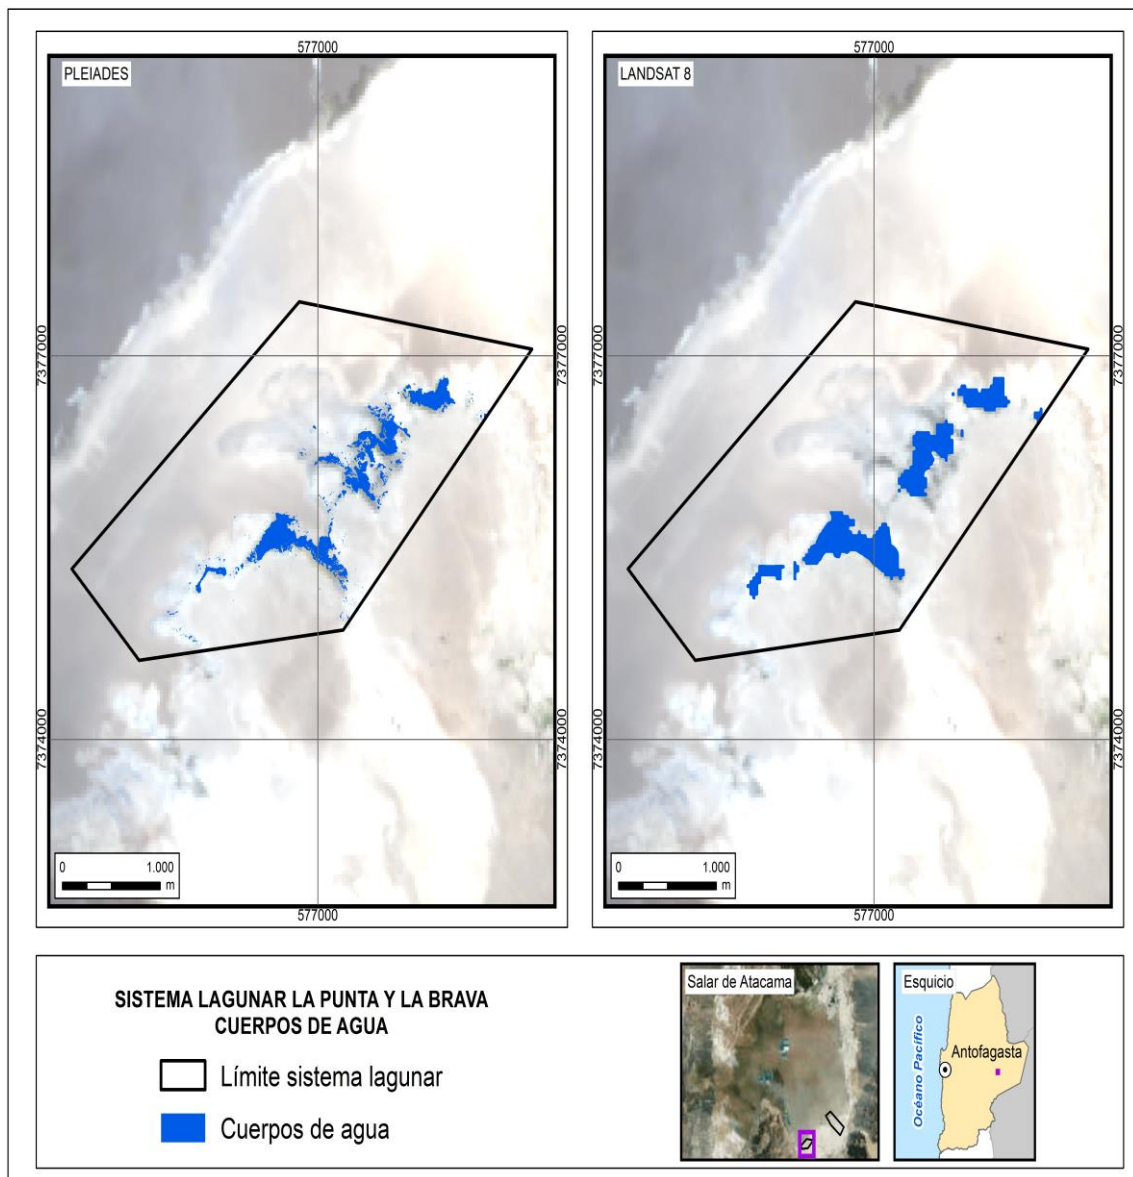 577000
577000
PLEIADES
LANDSAT 8
7377000
7377000
7377000
7377000
7374000
7374000
7374000
7374000
0 1.000
m
0 1.000
m
577000
577000
SISTEMA LAGUNAR LA PUNTA Y LA BRAVA
CUERPOS DE AGUA
Límite sistema lagunar
Cuerpos de agua
Salar de Atacama
Esquicio
Océano Pacífico
Antofagasta